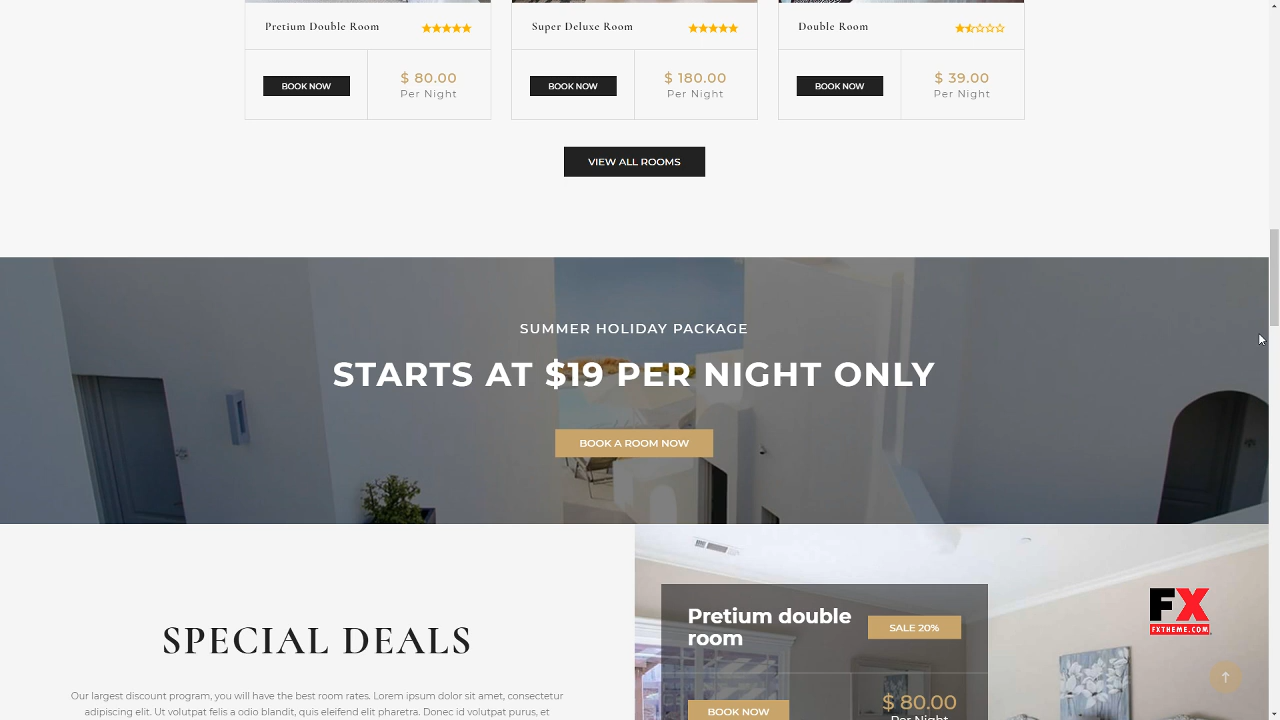 Pretium Double Room
BOOK NOW
$ 80.00
Per Night
Super Deluxe Room
BOOK NOW
$ 180.00
Per Night
Double Room
BOOK NOW
$ 39.00
Per Night
VIEW ALL ROOMS
SUMMER HOLIDAY PACKAGE
STARTS AT $19 PER NIGHT ONLY
BOOK A ROOM NOW
SPECIAL DEALS
Our largest discount program, you will have the best room rates. Lorem ipsum dolor sit amet, consectetur
adipiscing elit. Ut volutpat felis a odio blandit, quis eleifend elit pharetra. Donec id volutpat purus, et
Pretium double
room
SALE 20%
BOOK NOW
$ 80.00
Per Night
FX
FXTHEME.COM